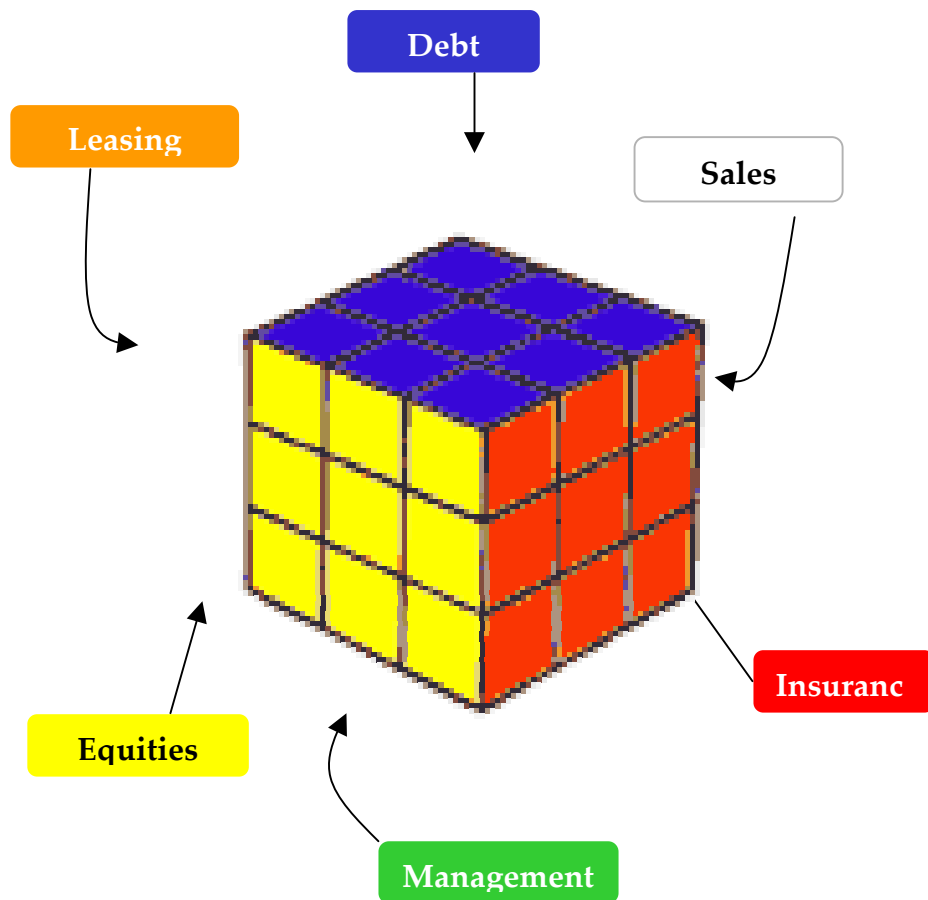 Debt
Leasing
Sales
Insuranc
Equities
Management